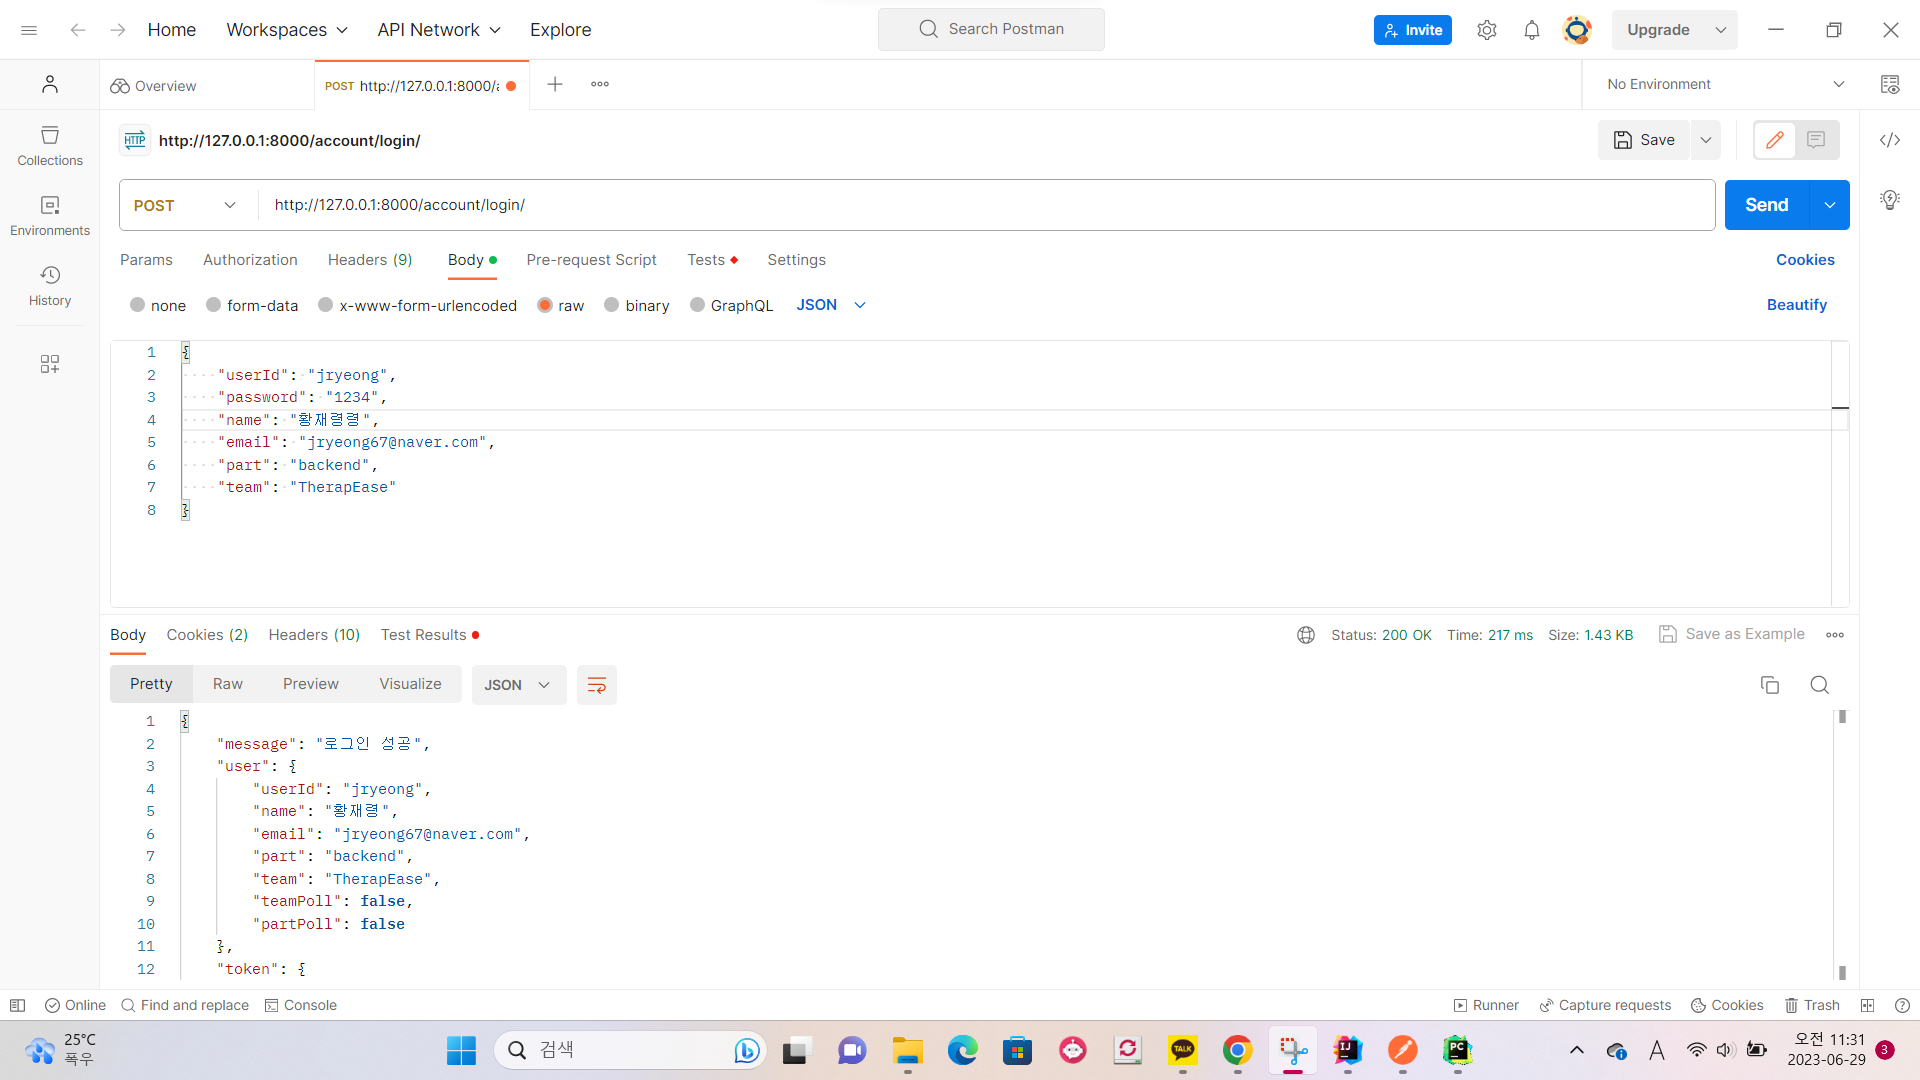 Home Workspaces API Network Explore Search Postman Invite Upgrade
Overview POST http://127.0.0.1:8000/a No Environment
HTTP http://127.0.0.1:8000/account/login/ Save
Collections
Environments
History
POST http://127.0.0.1:8000/account/login/ Send
Params Authorization Headers (9) Body Pre-request Script Tests Settings Cookies
none form-data x-www-form-urlencoded raw binary GraphQL JSON Beautify
1 {
2 "userId": "jryeong",
3 "password": "1234",
4 "name": "황재령령",
5 "email": "jryeong67@naver.com",
6 "part": "backend",
7 "team": "TherapEase"
8 }
Body Cookies (2) Headers (10) Test Results Status: 200 OK Time: 217 ms Size: 1.43 KB Save as Example
Pretty Raw Preview Visualize JSON
1 {
2 "message": "로그인 성공",
3 "user": {
4 "userId": "jryeong",
5 "name": "황재령",
6 "email": "jryeong67@naver.com",
7 "part": "backend",
8 "team": "TherapEase",
9 "teamPoll": false,
10 "partPoll": false
11 },
12 "token": {
Online Find and replace Console Runner Capture requests Cookies Trash
25°C
폭우
검색
TALK
IJ
PC
A
오전 11:31
2023-06-29
3